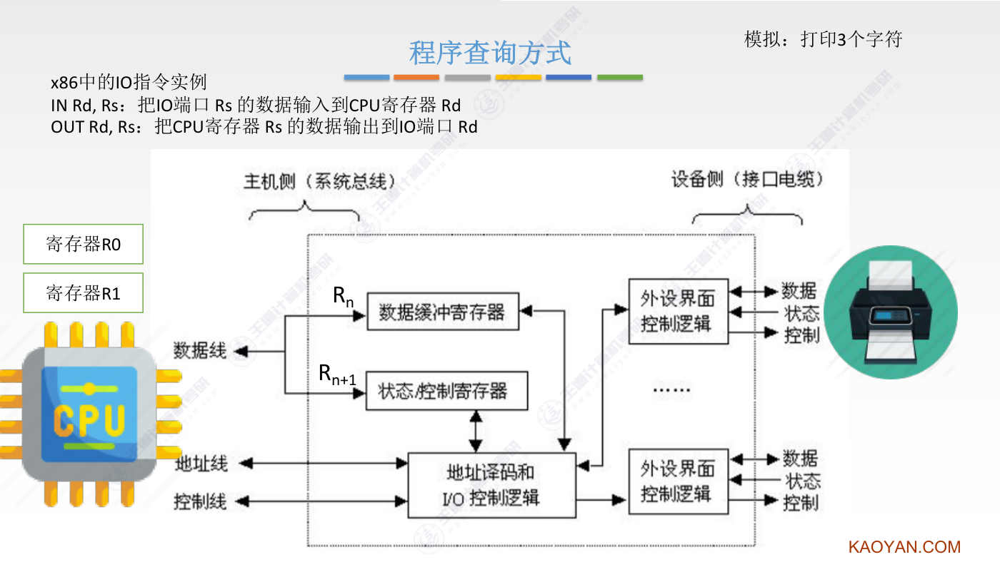 程序查询方式
模拟：打印3个字符
x86中的IO指令实例
IN Rd, Rs：把IO端口 Rs 的数据输入到CPU寄存器 Rd
OUT Rd, Rs：把CPU寄存器 Rs 的数据输出到IO端口 Rd
主机侧（系统总线）
设备侧（接口电缆）
寄存器R0
寄存器R1
CPU
数据线
地址线
控制线
Rn
数据缓冲寄存器
Rn+1
状态/控制寄存器
地址译码和
I/O 控制逻辑
外设界面
控制逻辑
数据
状态
控制
……
外设界面
控制逻辑
数据
状态
控制
王道计算机考研
KAOYAN.COM